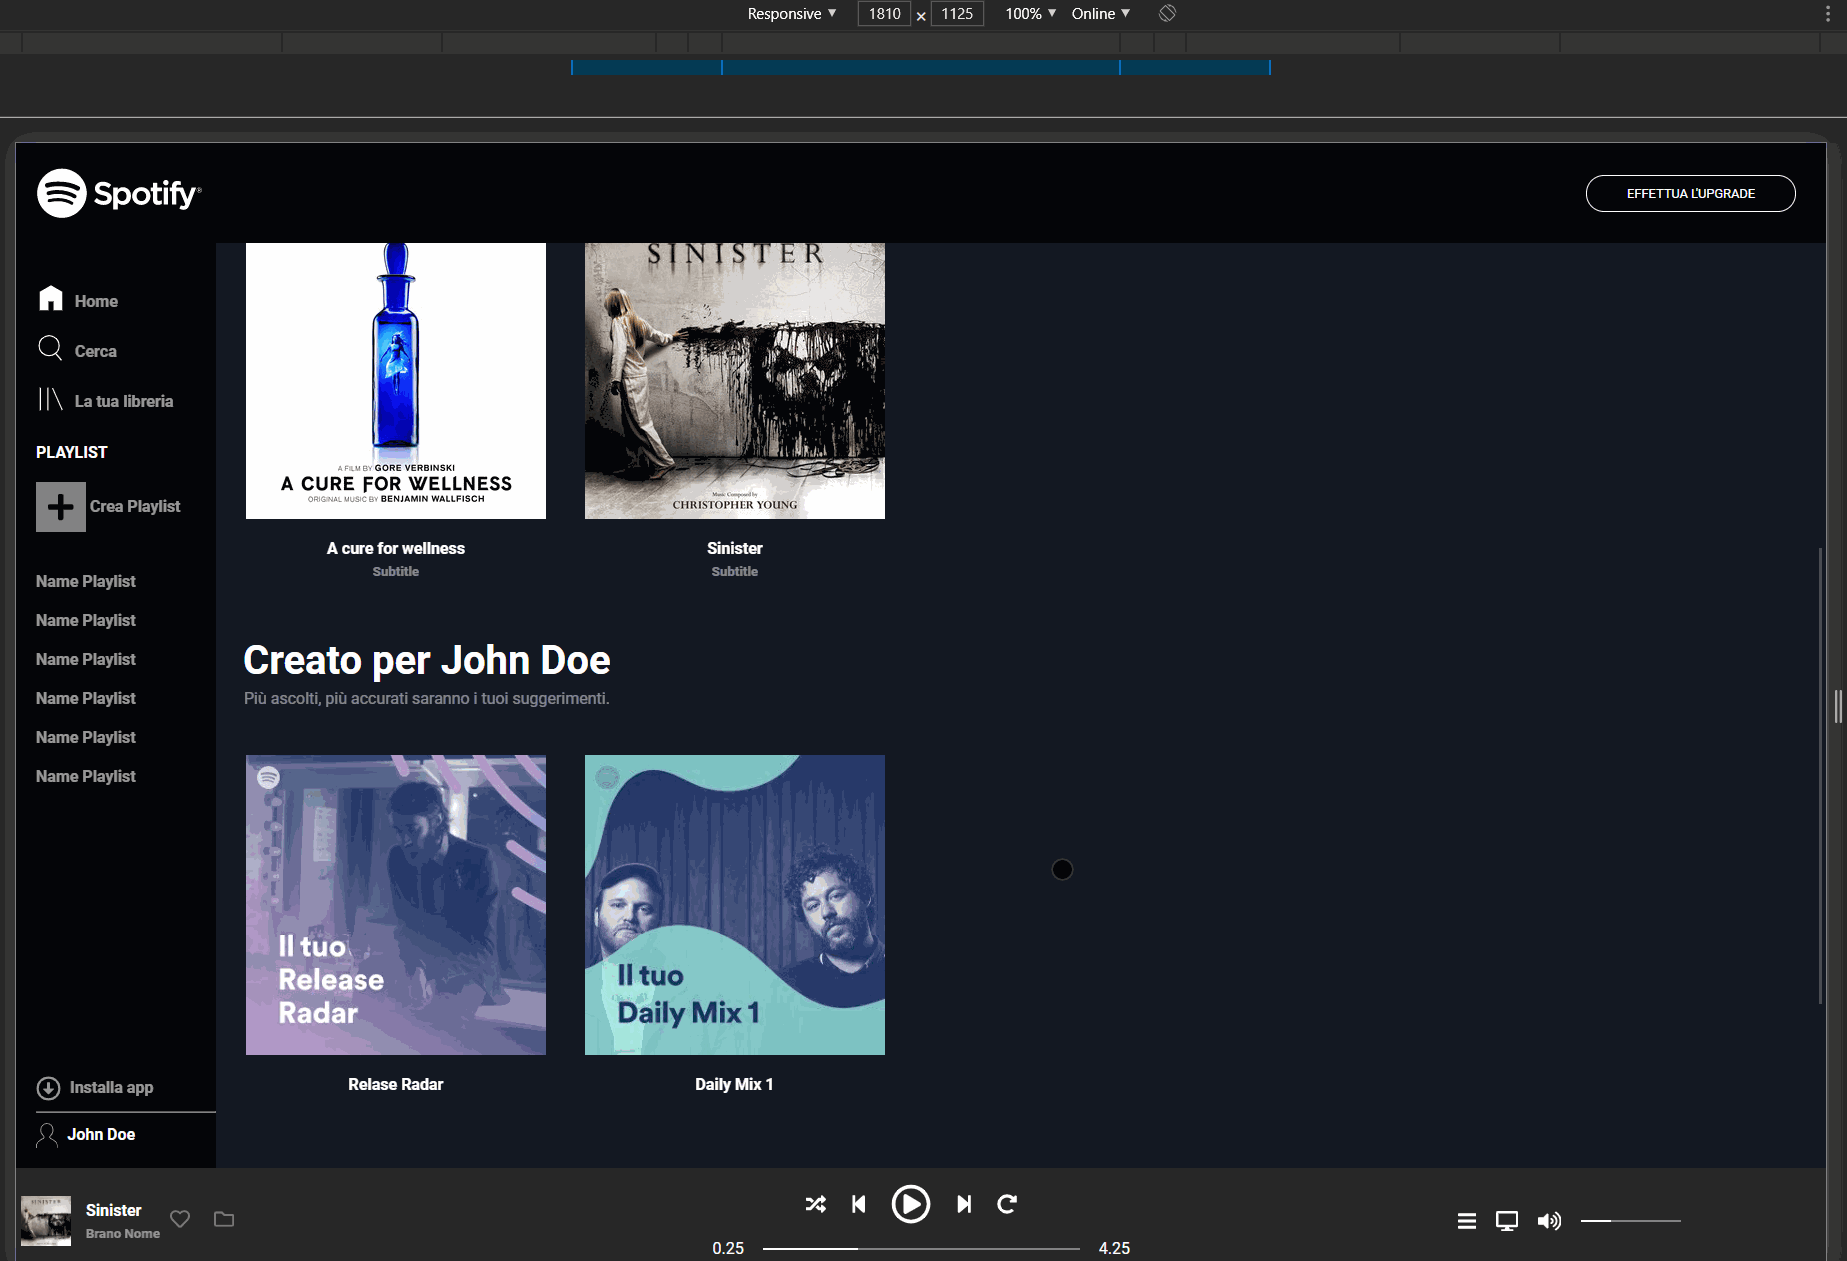 Responsive ▼ 1810 × 1125 100% ▼ Online ▼
Spotify®
EFFETTUA L'UPGRADE
Home
Cerca
La tua libreria
PLAYLIST
Crea Playlist
Name Playlist
Name Playlist
Name Playlist
Name Playlist
Name Playlist
Name Playlist
Installa app
John Doe
A FILM BY GORE VERBINSKI
A CURE FOR WELLNESS
ORIGINAL MUSIC BY BENJAMIN WALLFISCH
A cure for wellness
Subtitle
SINISTER
Music Composed by
CHRISTOPHER YOUNG
Sinister
Subtitle
Creato per John Doe
Più ascolti, più accurati saranno i tuoi suggerimenti.
Il tuo
Release
Radar
Relase Radar
Il tuo
Daily Mix 1
Daily Mix 1
SINISTER
Sinister
Brano Nome
0.25
4.25